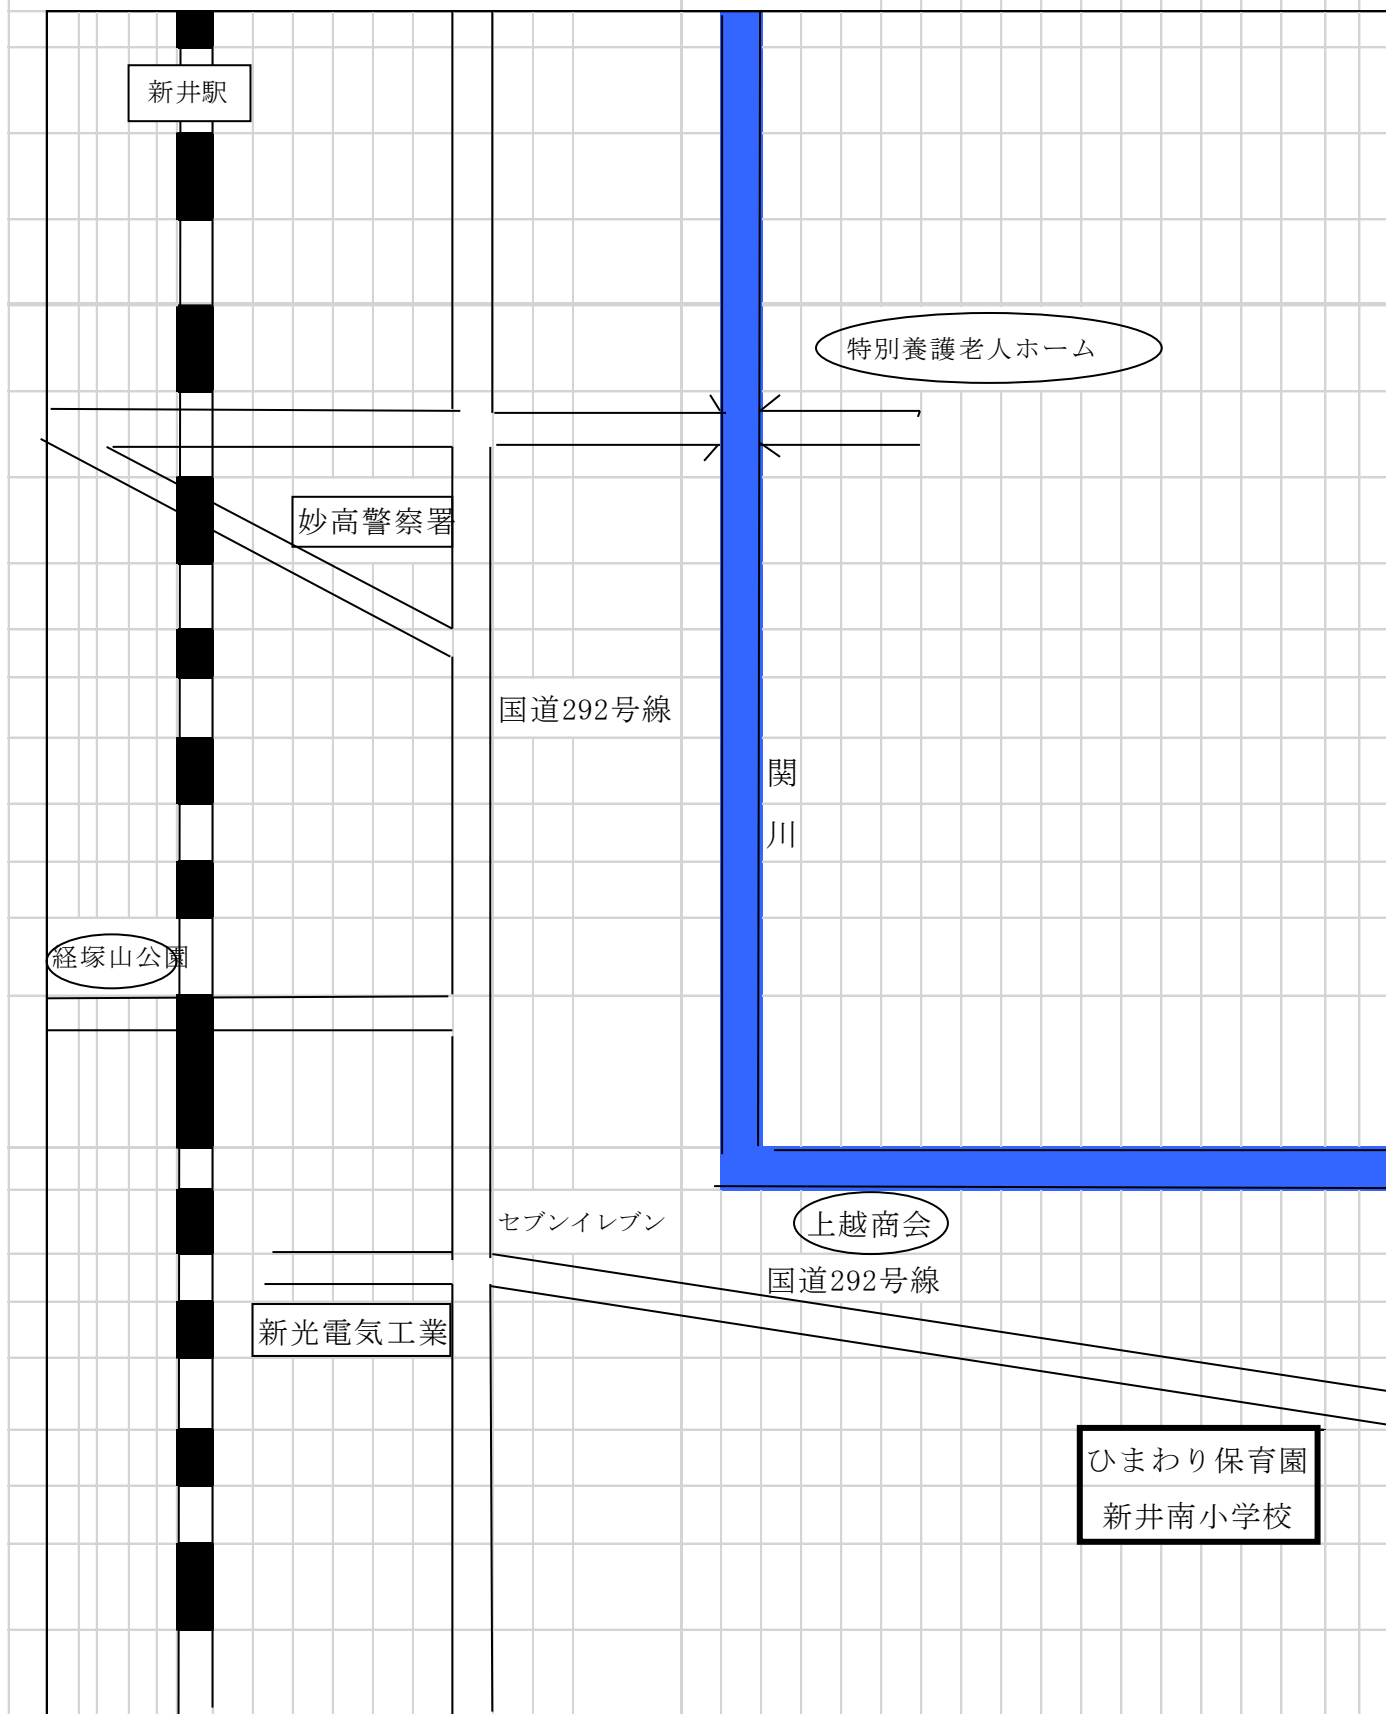 新井駅
特別養護老人ホーム
妙高警察署
国道292号線
関
川
経塚山公園
セブンイレブン
上越商会
国道292号線
新光電気工業
ひまわり保育園
新井南小学校